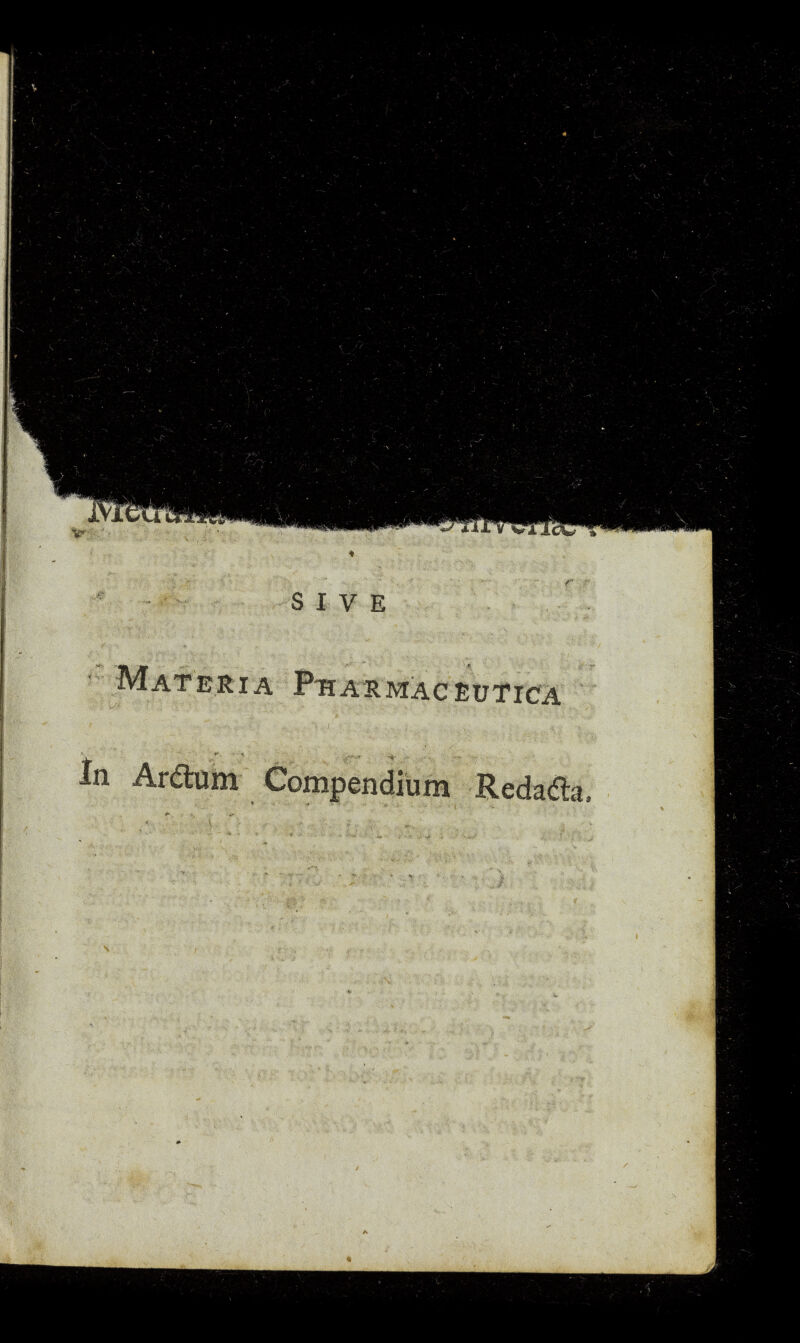 SIVE
MATERIA PHARMACEUTICA
In Arctum Compendium Redacta,